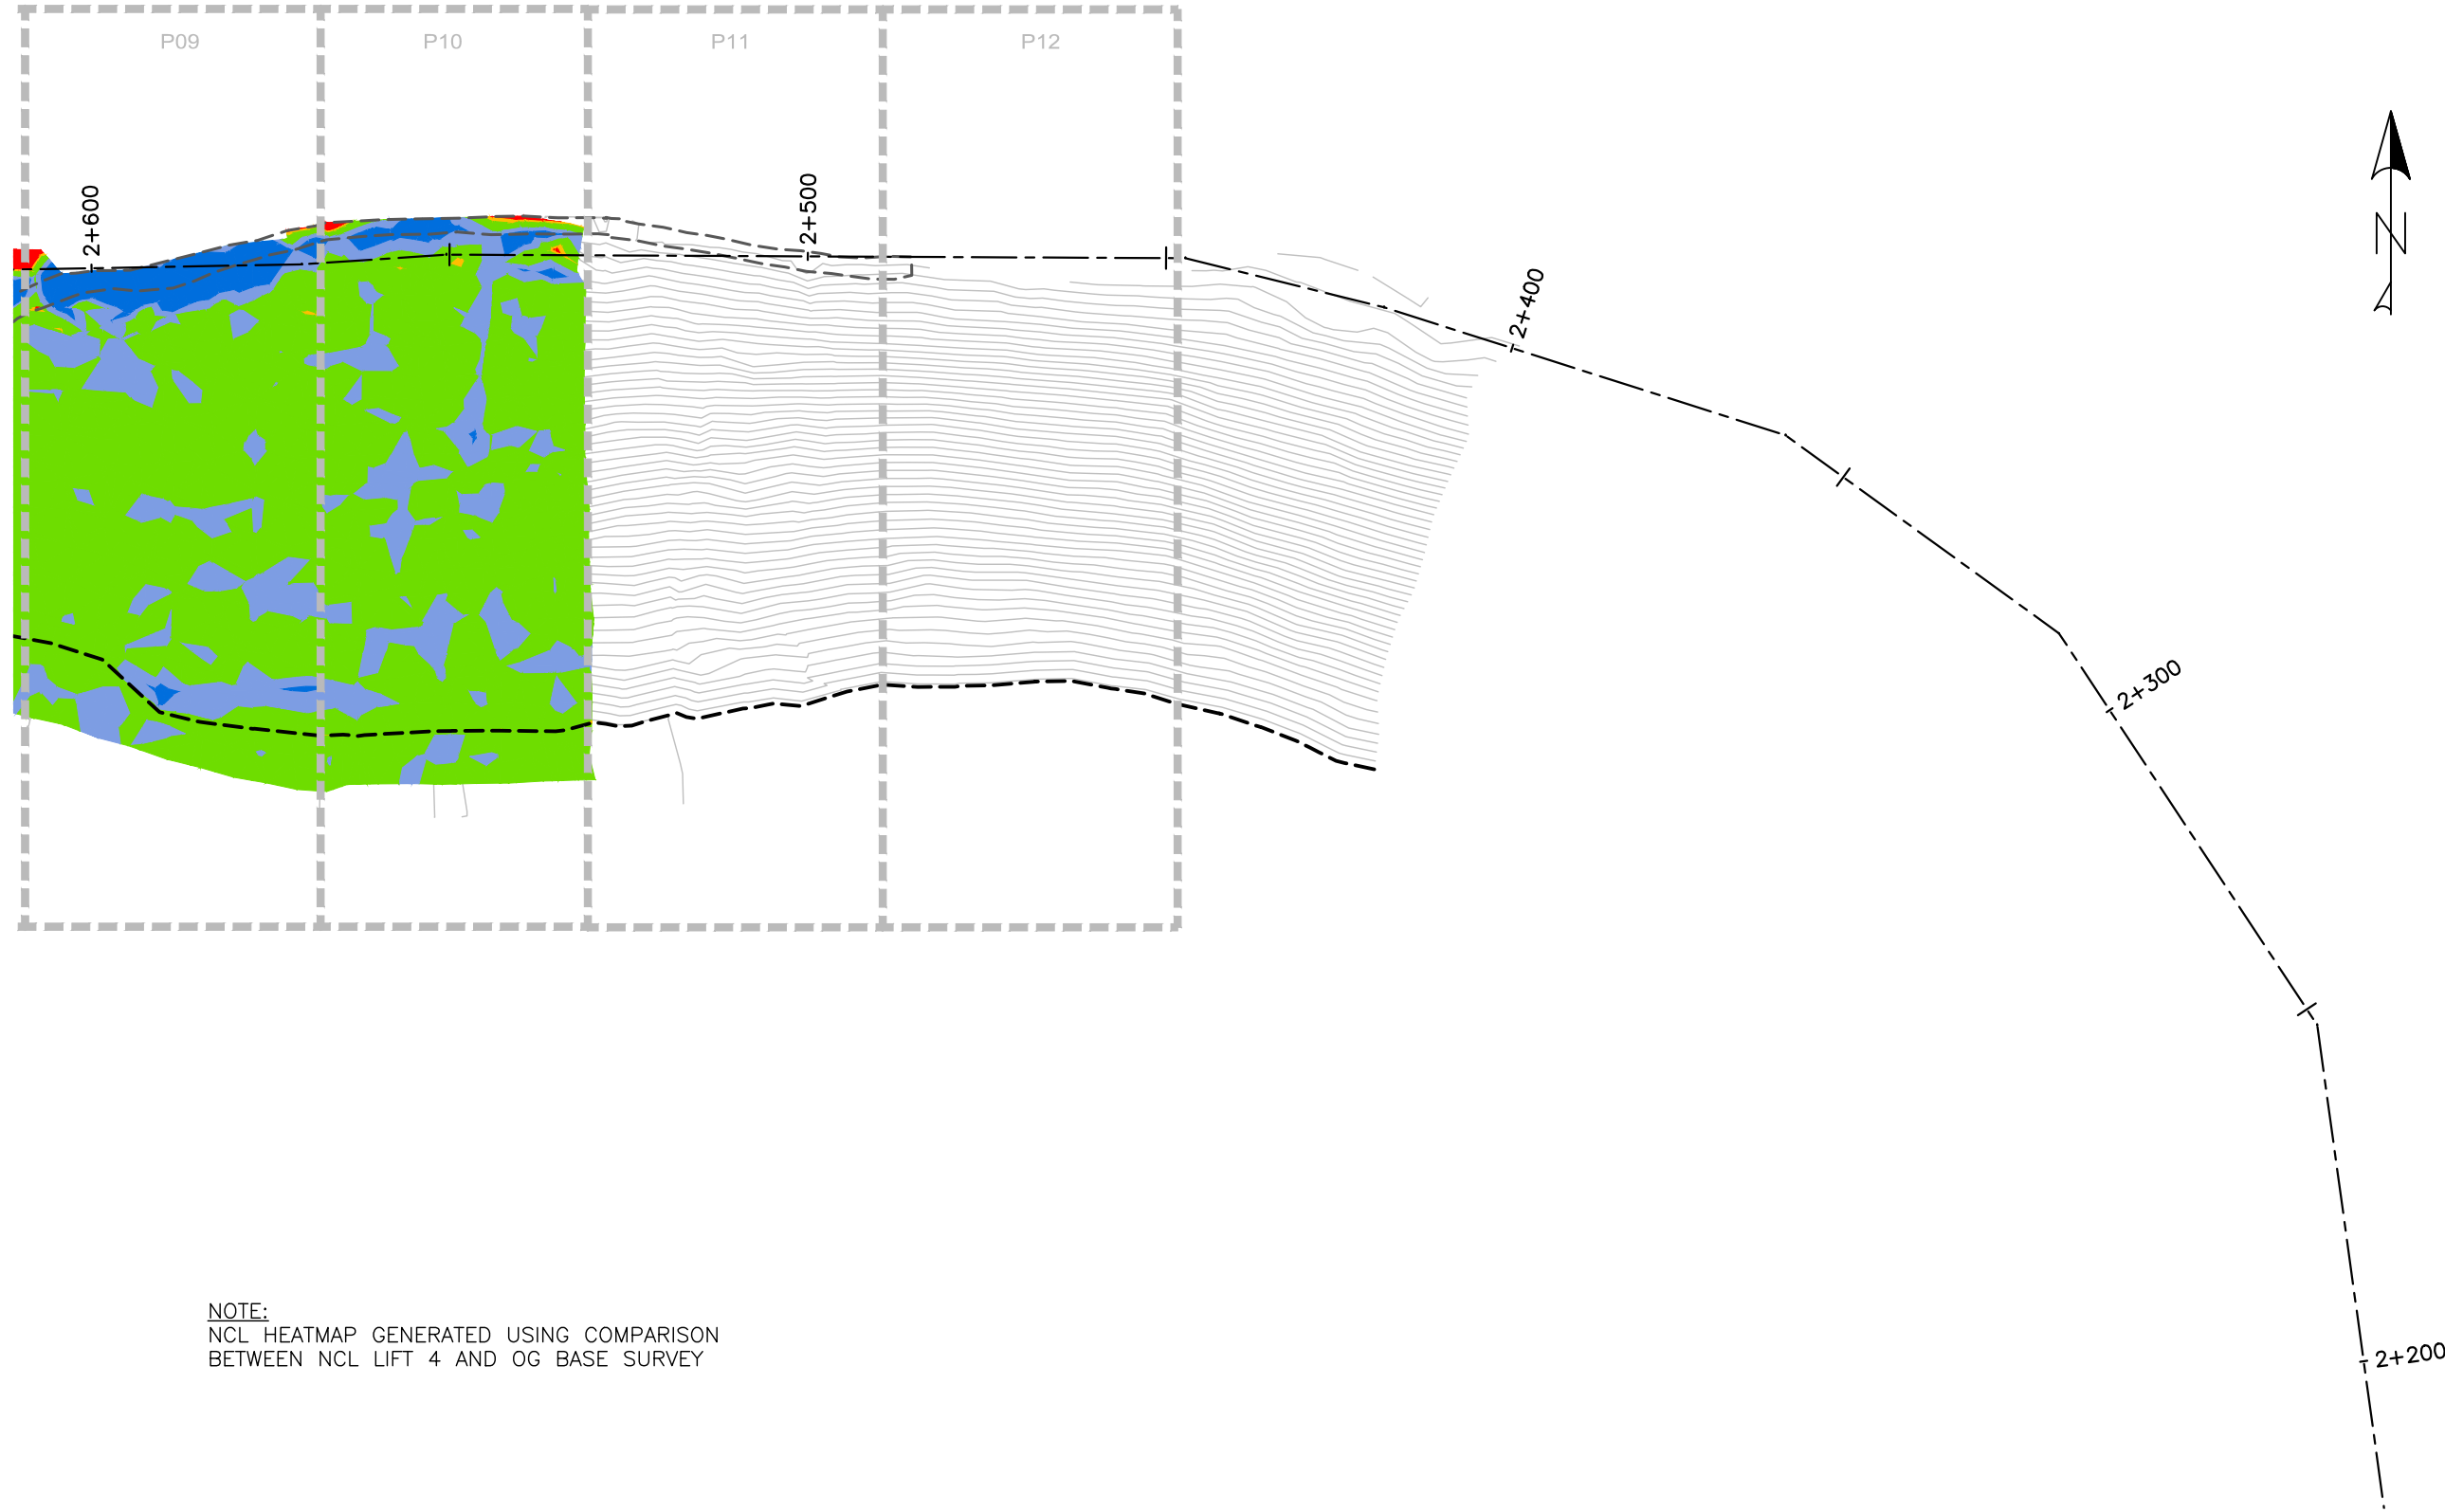 P09
P10
P11
P12
2+600
2+500
2+400
N
2+300
2+200
NOTE:
NCL HEATMAP GENERATED USING COMPARISON
BETWEEN NCL LIFT 4 AND OG BASE SURVEY